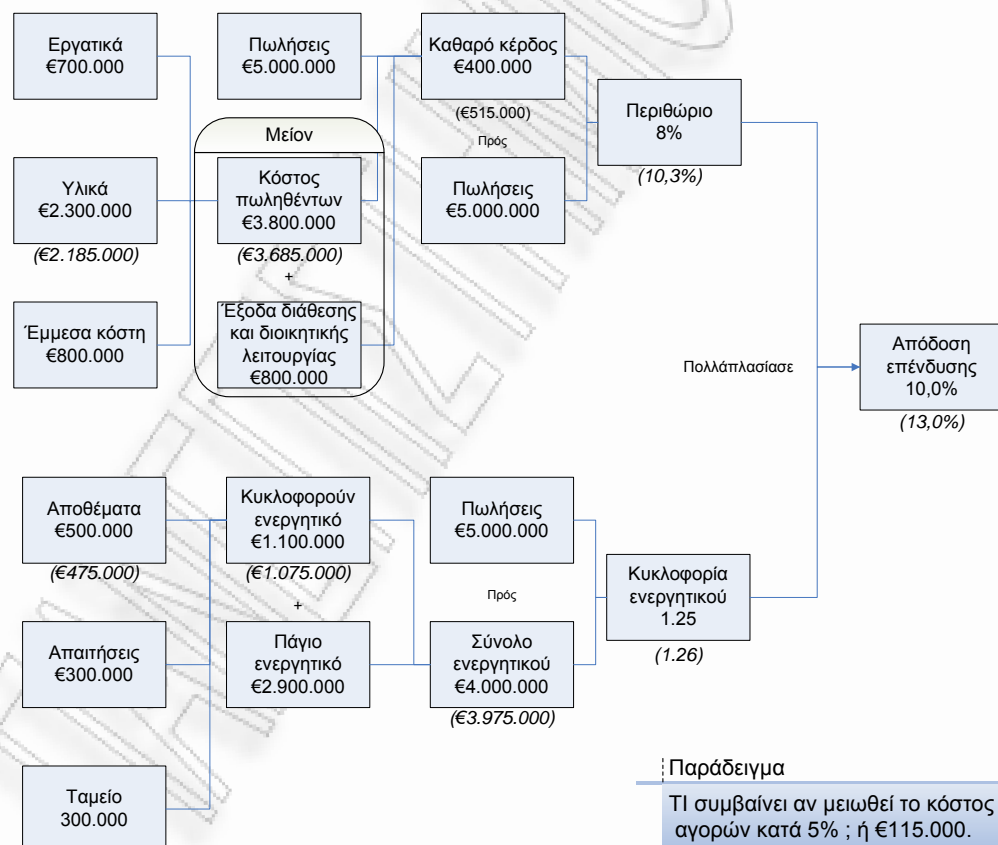 Εργατικά
€700.000
Πωλήσεις
€5.000.000
Καθαρό κέρδος
€400.000
(€515.000)
Πρός
Περιθώριο
8%
(10,3%)
Μείον
Υλικά
€2.300.000
(€2.185.000)
Κόστος
πωληθέντων
€3.800.000
(€3.685.000)
+
Πωλήσεις
€5.000.000
Έμμεσα κόστη
€800.000
Έξοδα διάθεσης
και διοικητικής
λειτουργίας
€800.000
Πολλάπλασίασε
Απόδοση
επένδυσης
10,0%
(13,0%)
Αποθέματα
€500.000
(€475.000)
Κυκλοφορούν
ενεργητικό
€1.100.000
(€1.075.000)
+
Πωλήσεις
€5.000.000
Πρός
Κυκλοφορία
ενεργητικού
1.25
(1.26)
Απαιτήσεις
€300.000
Πάγιο
ενεργητικό
€2.900.000
Σύνολο
ενεργητικού
€4.000.000
(€3.975.000)
Ταμείο
300.000
Παράδειγμα
ΤΙ συμβαίνει αν μειωθεί το κόστος
αγορών κατά 5% ; ή €115.000.